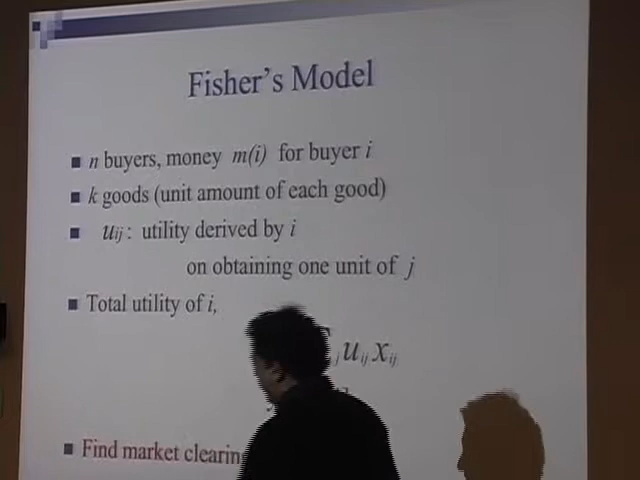 Fisher's Model
n buyers, money m(i) for buyer i
k goods (unit amount of each good)
uij : utility derived by i
on obtaining one unit of j
Total utility of i,
j uij xij
Find market clearin